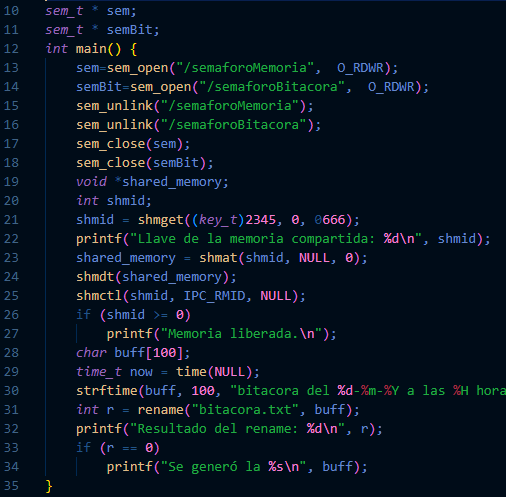 10 sem_t * sem;
11 sem_t * semBit;
12 int main() {
13 sem=sem_open("/semaforoMemoria",  O_RDWR);
14 semBit=sem_open("/semaforoBitacora",  O_RDWR);
15 sem_unlink("/semaforoMemoria");
16 sem_unlink("/semaforoBitacora");
17 sem_close(sem);
18 sem_close(semBit);
19 void *shared_memory;
20 int shmid;
21 shmid = shmget((key_t)2345, 0, 0666);
22 printf("Llave de la memoria compartida: %d\n", shmid);
23 shared_memory = shmat(shmid, NULL, 0);
24 shmdt(shared_memory);
25 shmctl(shmid, IPC_RMID, NULL);
26 if (shmid >= 0)
27 printf("Memoria liberada.\n");
28 char buff[100];
29 time_t now = time(NULL);
30 strftime(buff, 100, "bitacora del %d-%m-%Y a las %H hora
31 int r = rename("bitacora.txt", buff);
32 printf("Resultado del rename: %d\n", r);
33 if (r == 0)
34 printf("Se generó la %s\n", buff);
35 }